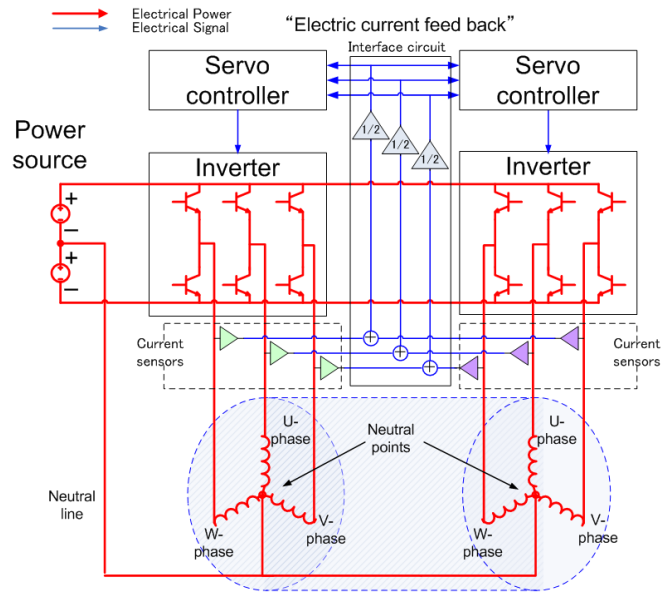 Electrical Power
Electrical Signal
“Electric current feed back”
Interface circuit
Servo
controller
Servo
controller
1/2
1/2
1/2
Power
source
Inverter
Inverter
+
−
+
−
Current
sensors
+
+
+
Current
sensors
U-
phase
Neutral
points
U-
phase
Neutral
line
W-
phase
V-
phase
W-
phase
V-
phase